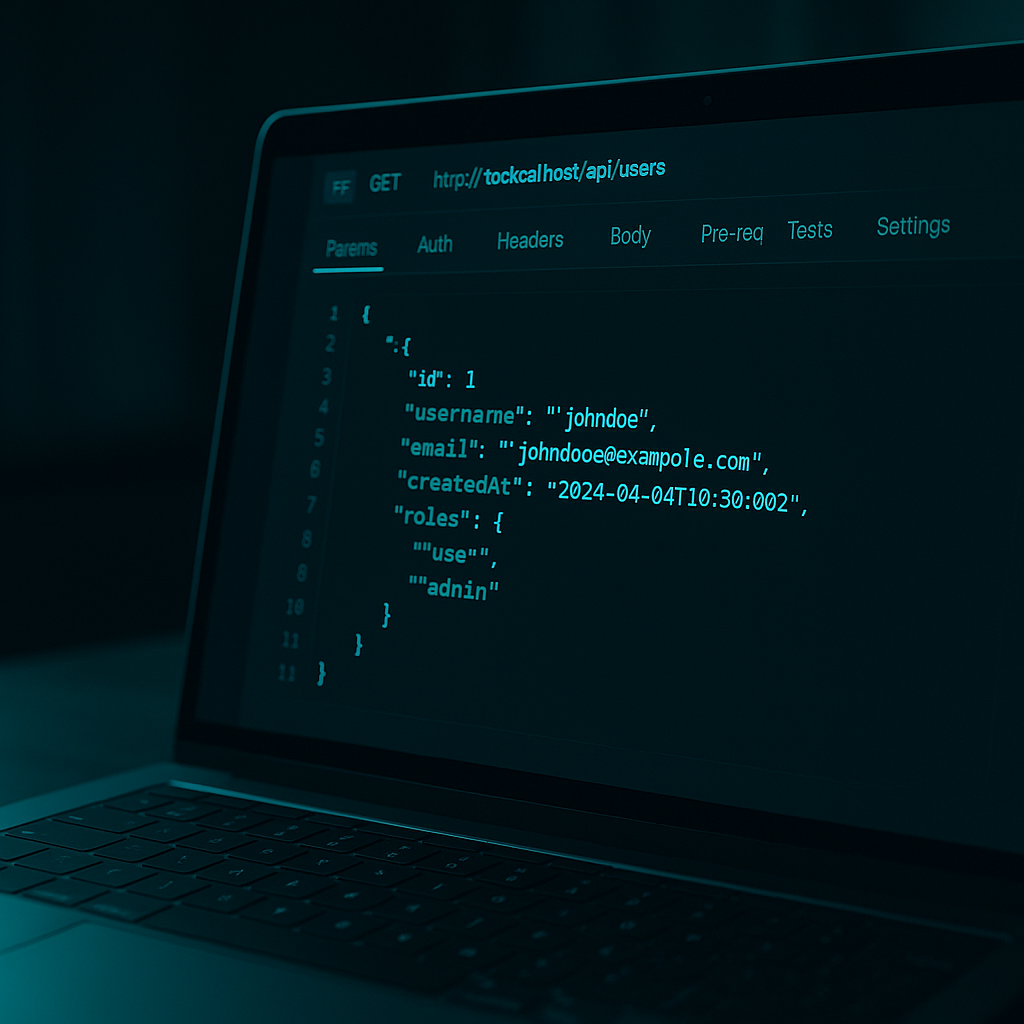 FF GET htrp://tockcalhost/api/users
Parems Auth Headers Body Pre-req Tests Settings
1 {
2 ":{
3 "id": 1
4 "username": "'johndoe",
5 "email": "'johndooe@exampole.com",
6 "createdAt": "2024-04-04T10:30:002",
7 "roles": {
8 ""use"",
0 ""adnin"
10 }
11 }
11 }